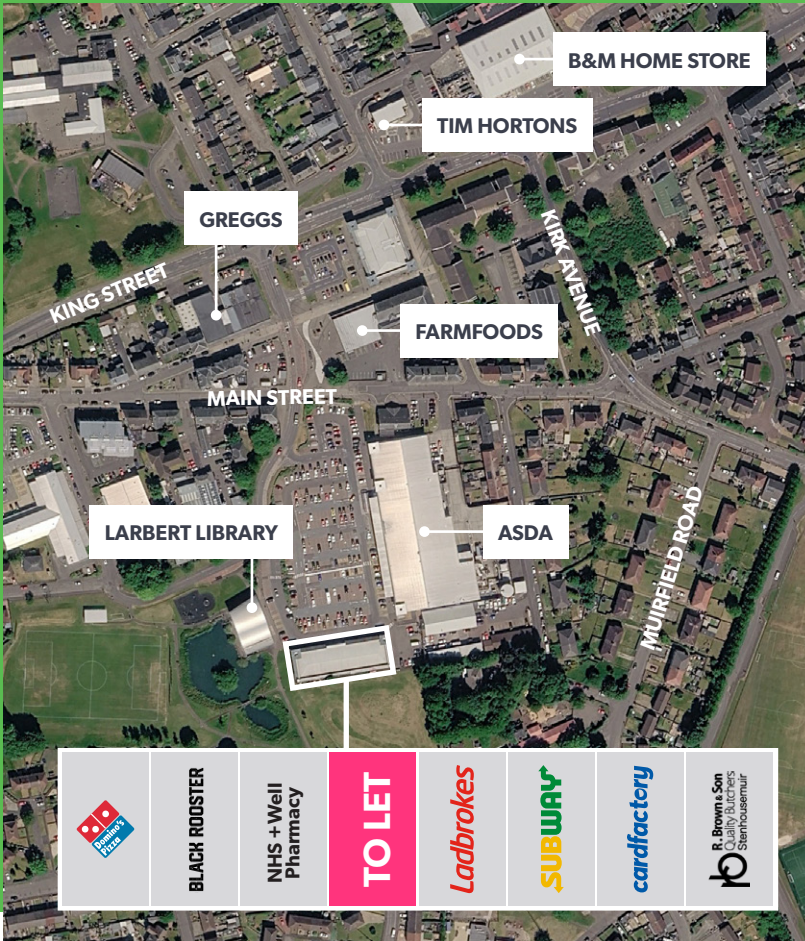 B&M HOME STORE
TIM HORTONS
GREGGS
KIRK AVENUE
KING STREET
FARMFOODS
MAIN STREET
LARBERT LIBRARY
ASDA
MUIRFIELD ROAD
Domino's
Pizza
BLACK ROOSTER
NHS + Well
Pharmacy
TO LET
Ladbrokes
SUBWAY
cardfactory
R. Brown & Son
Quality Butchers
Stenhousemuir